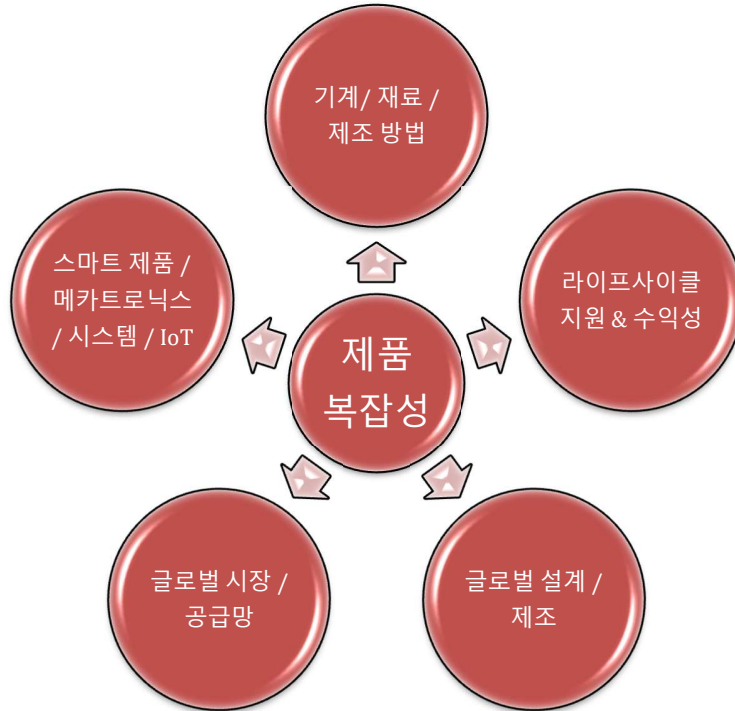 기계/ 재료 /
제조 방법
스마트 제품 /
메카트로닉스
/ 시스템 / IoT
라이프사이클
지원 & 수익성
제품
복잡성
글로벌 시장 /
공급망
글로벌 설계 /
제조